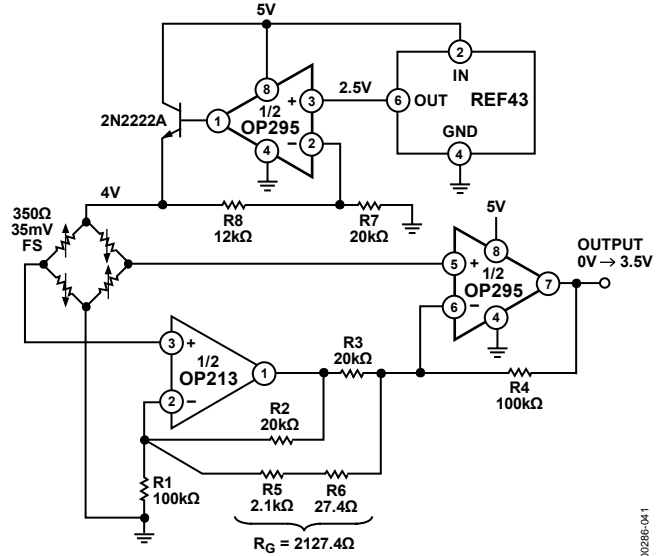 5V
2
IN
8
1/2
OP295
+
3
2.5V
6
OUT
REF43
2N2222A
1
−
2
4
GND
4
4V
R8
12kΩ
R7
20kΩ
350Ω
35mV
FS
5V
8
OUTPUT
0V → 3.5V
5
+
1/2
OP295
7
6
−
4
3
+
1/2
OP213
1
2
−
R3
20kΩ
R4
100kΩ
R2
20kΩ
R1
100kΩ
R5
2.1kΩ
R6
27.4Ω
RG = 2127.4Ω
00286-041